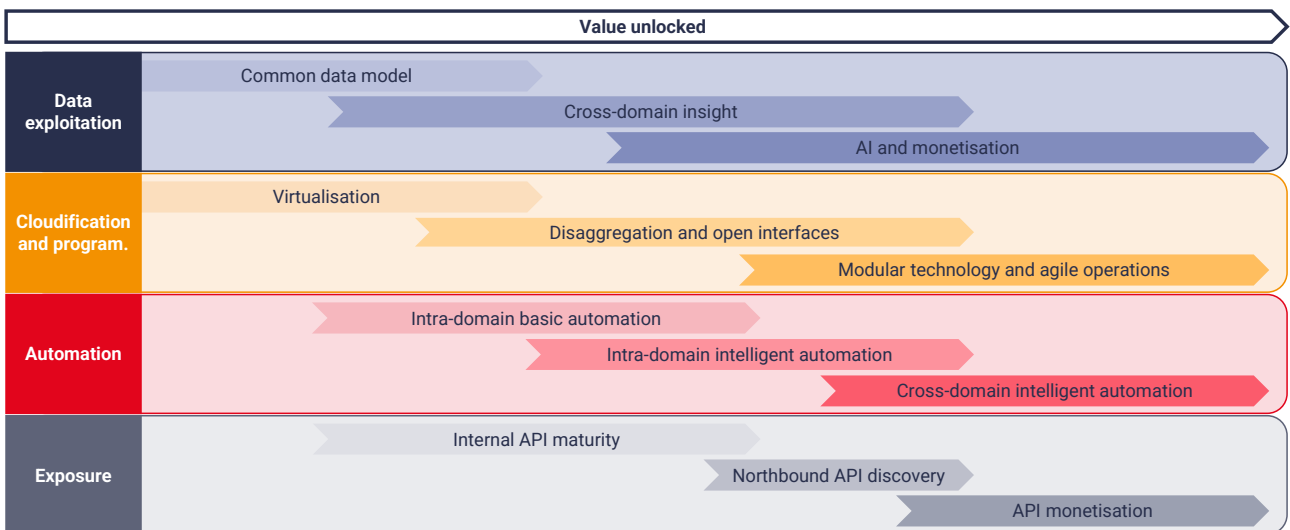 Value unlocked
Data
exploitation
Common data model
Cross-domain insight
AI and monetisation
Cloudification
and program.
Virtualisation
Disaggregation and open interfaces
Modular technology and agile operations
Automation
Intra-domain basic automation
Intra-domain intelligent automation
Cross-domain intelligent automation
Exposure
Internal API maturity
Northbound API discovery
API monetisation